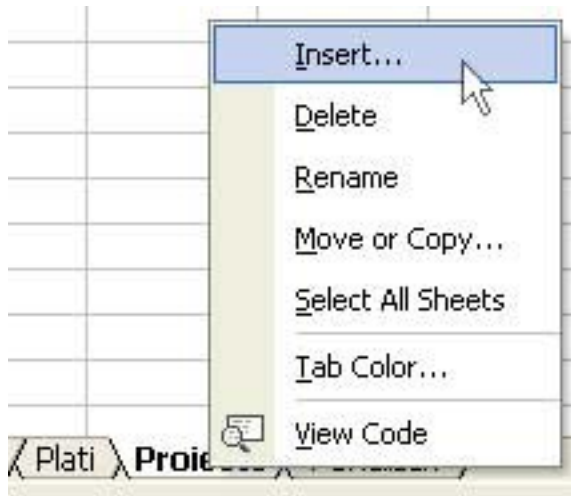 Insert...
Delete
Rename
Move or Copy...
Select All Sheets
Tab Color...
View Code
Plati